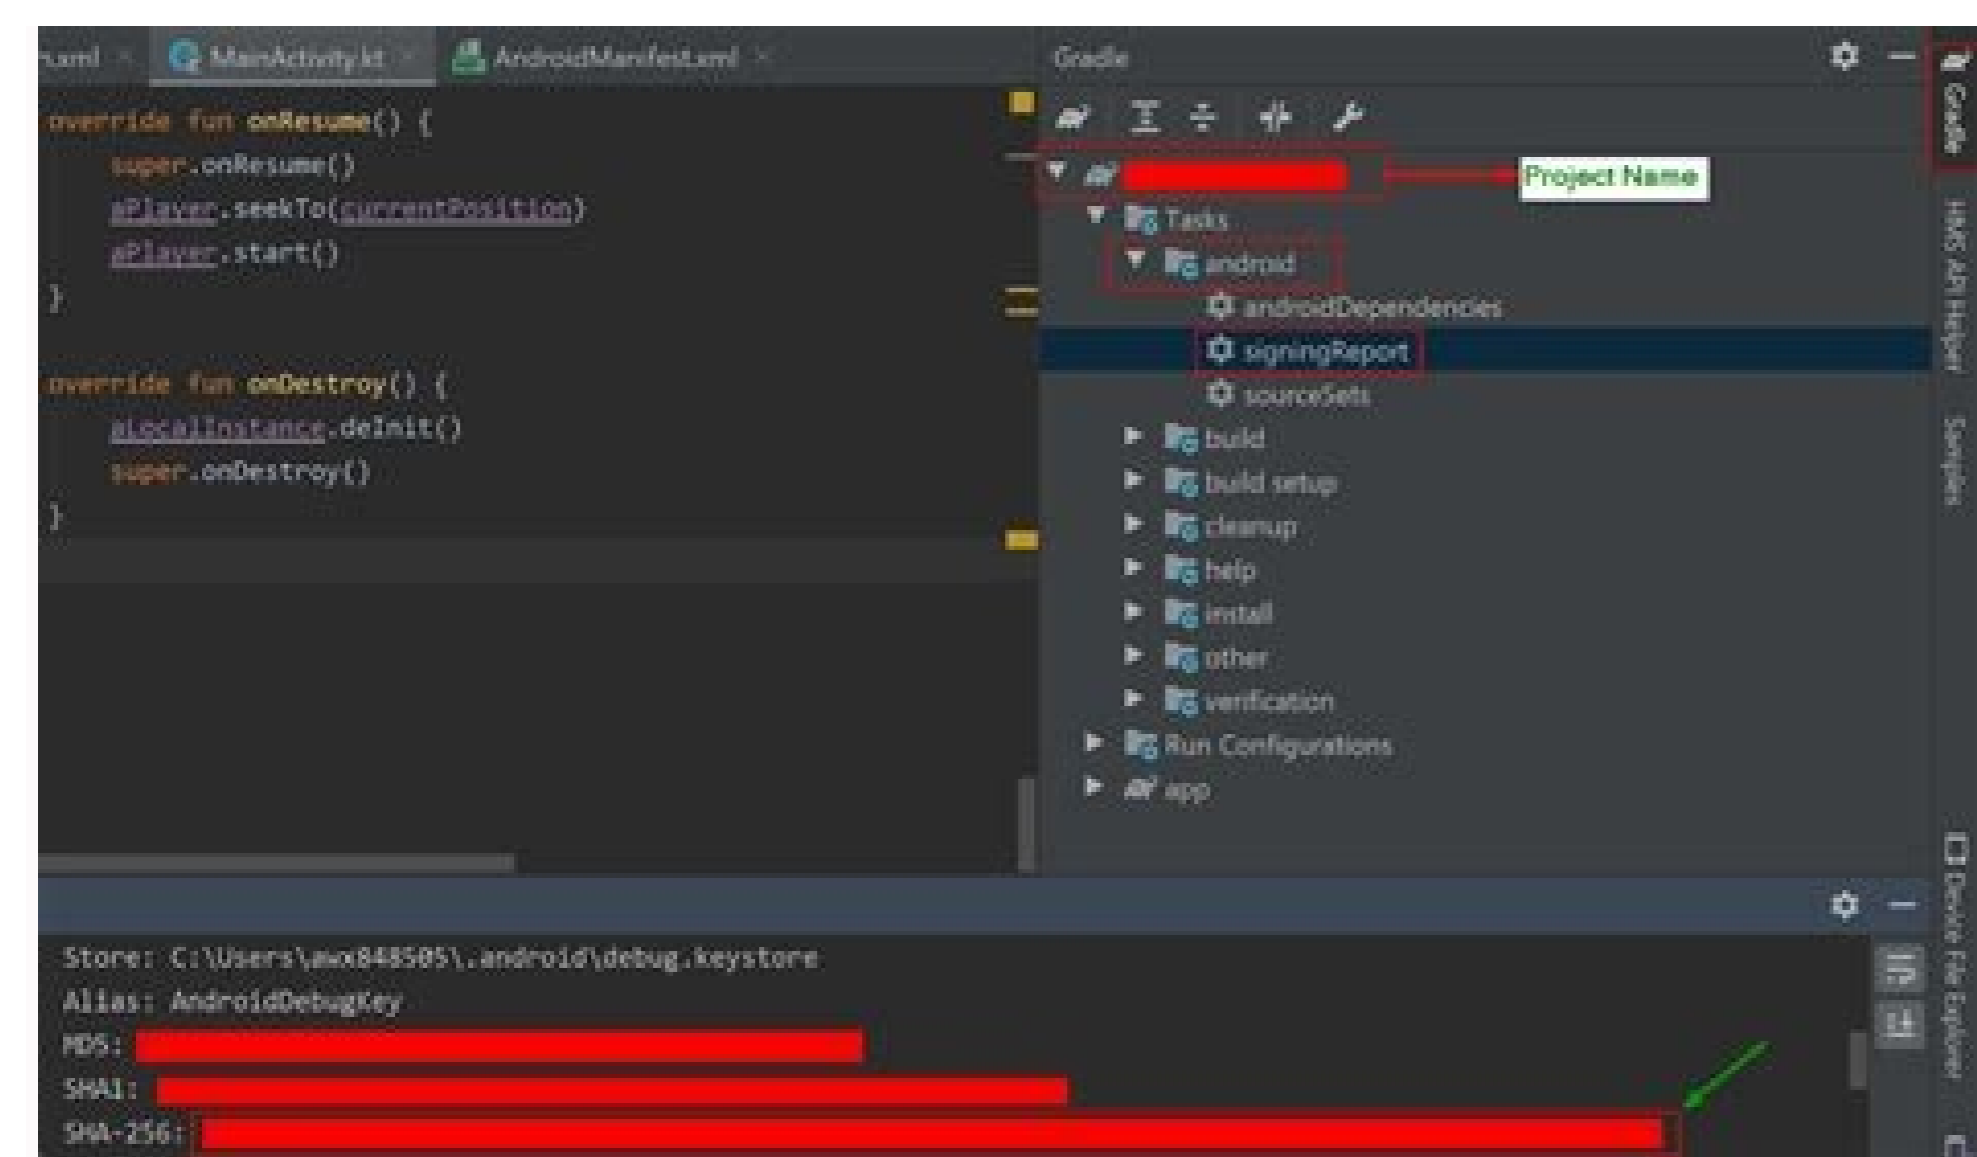 .xml MainActivity.kt AndroidManifest.xml
override fun onResume() {
super.onResume()
aPlayer.seekTo(currentPosition)
aPlayer.start()
}
override fun onDestroy() {
aLocalInstance.deInit()
super.onDestroy()
}
Gradle
Project Name
Tasks
android
androidDependencies
signingReport
sourceSets
build
build setup
cleanup
help
install
other
verification
Run Configurations
app
Gradle
HMS API Helper
Samples
Device File Explorer
Store: C:\Users\awx848505\.android\debug.keystore
Alias: AndroidDebugKey
MD5:
SHA1:
SHA-256: